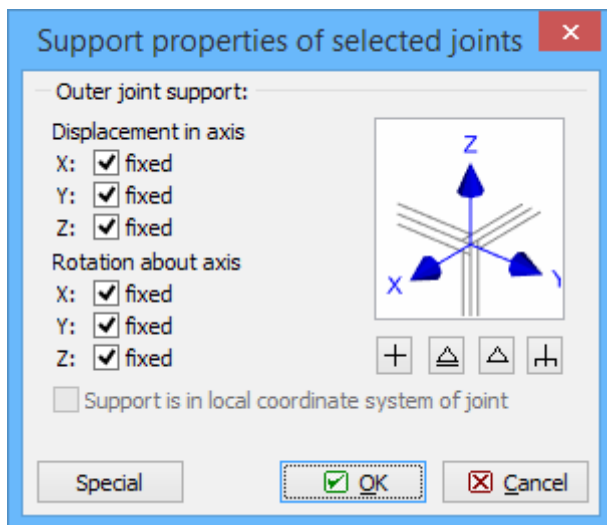 Support properties of selected joints
Outer joint support:
Displacement in axis
X: fixed
Y: fixed
Z: fixed
Rotation about axis
X: fixed
Y: fixed
Z: fixed
Z
X
Y
Support is in local coordinate system of joint
Special
OK
Cancel